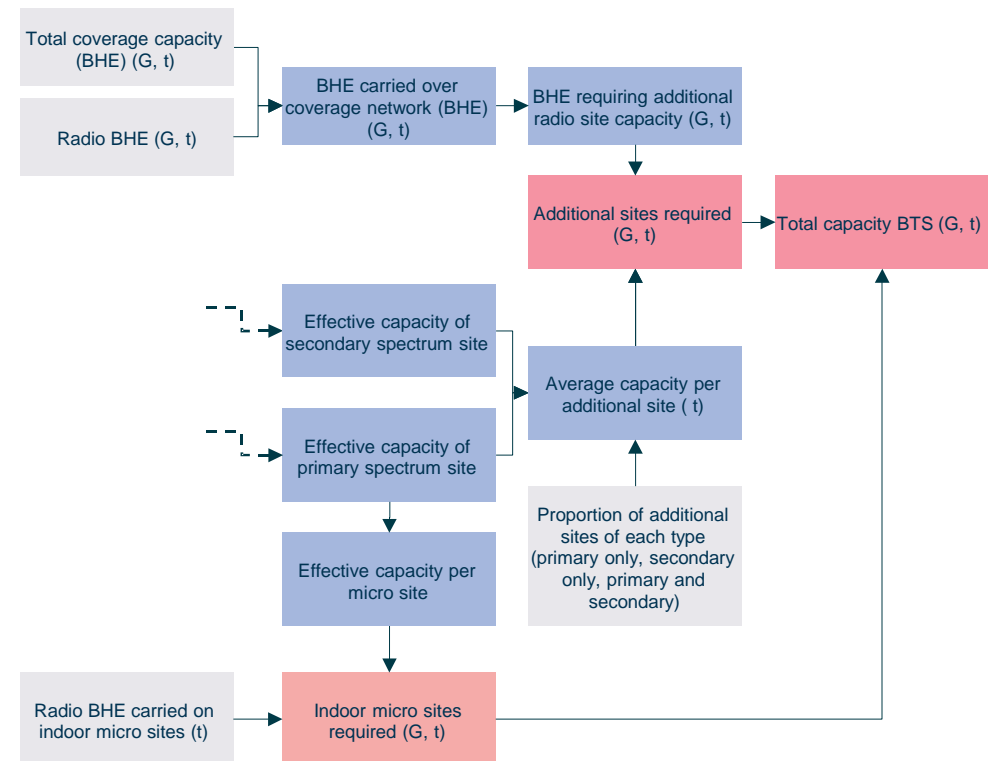 Total coverage capacity
(BHE) (G, t)
Radio BHE (G, t)
BHE carried over
coverage network (BHE)
(G, t)
BHE requiring additional
radio site capacity (G, t)
Additional sites required
(G, t)
Total capacity BTS (G, t)
Effective capacity of
secondary spectrum site
Average capacity per
additional site ( t)
Effective capacity of
primary spectrum site
Proportion of additional
sites of each type
(primary only, secondary
only, primary and
secondary)
Effective capacity per
micro site
Radio BHE carried on
indoor micro sites (t)
Indoor micro sites
required (G, t)